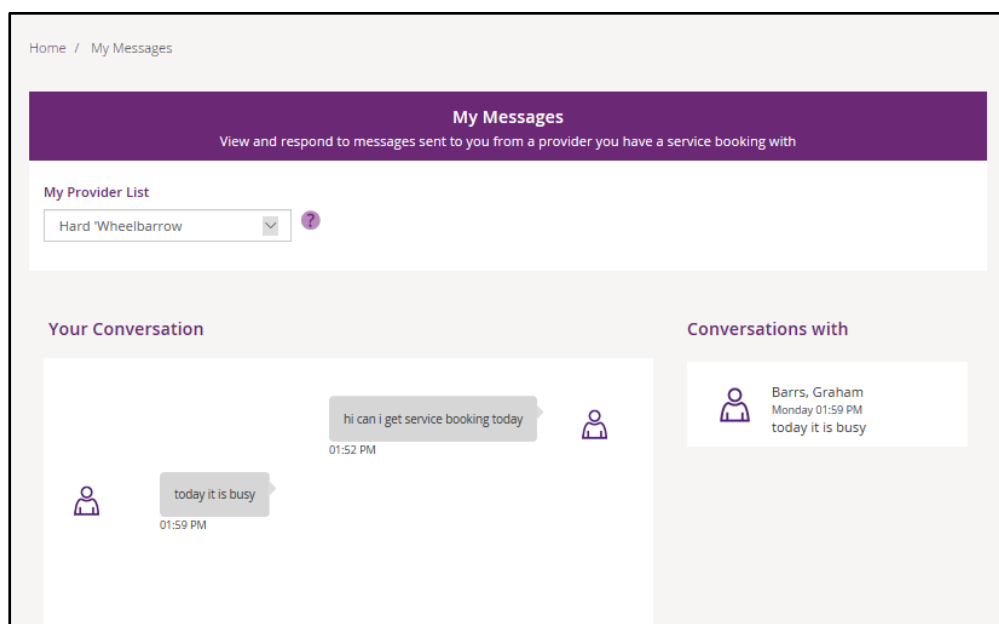 Home / My Messages
My Messages
View and respond to messages sent to you from a provider you have a service booking with
My Provider List
Hard 'Wheelbarrow
?
Your Conversation
hi can i get service booking today
01:52 PM
today it is busy
01:59 PM
Conversations with
Barrs, Graham
Monday 01:59 PM
today it is busy